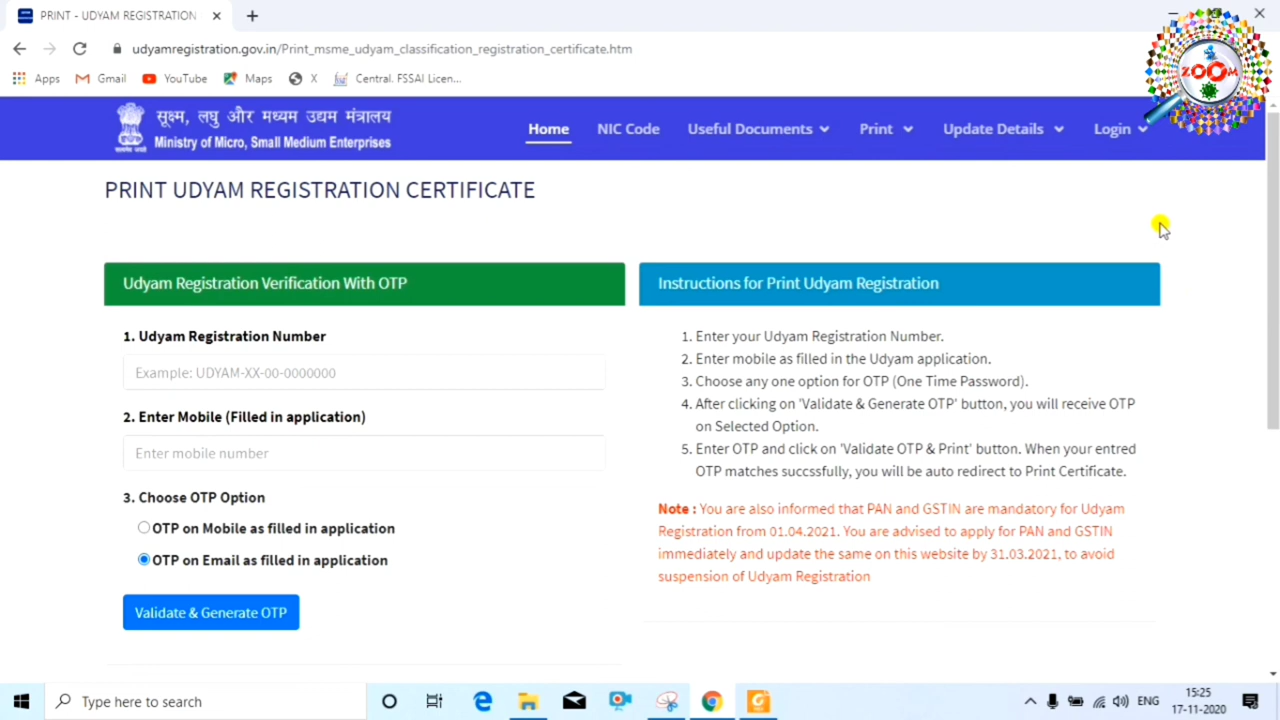 PRINT - UDYAM REGISTRATION
udyamregistration.gov.in/Print_msme_udyam_classification_registration_certificate.htm
Apps Gmail YouTube Maps X Central. FSSAI Licen...
ZOOM
सूक्ष्म, लघु और मध्यम उद्यम मंत्रालय
Ministry of Micro, Small Medium Enterprises
Home NIC Code Useful Documents Print Update Details Login
PRINT UDYAM REGISTRATION CERTIFICATE
Udyam Registration Verification With OTP
1. Udyam Registration Number
Example: UDYAM-XX-00-0000000
2. Enter Mobile (Filled in application)
Enter mobile number
3. Choose OTP Option
OTP on Mobile as filled in application
OTP on Email as filled in application
Validate & Generate OTP
Instructions for Print Udyam Registration
1. Enter your Udyam Registration Number.
2. Enter mobile as filled in the Udyam application.
3. Choose any one option for OTP (One Time Password).
4. After clicking on 'Validate & Generate OTP' button, you will receive OTP
on Selected Option.
5. Enter OTP and click on 'Validate OTP & Print' button. When your entred
OTP matches succssfully, you will be auto redirect to Print Certificate.
Note : You are also informed that PAN and GSTIN are mandatory for Udyam
Registration from 01.04.2021. You are advised to apply for PAN and GSTIN
immediately and update the same on this website by 31.03.2021, to avoid
suspension of Udyam Registration
Type here to search
ENG
15:25
17-11-2020